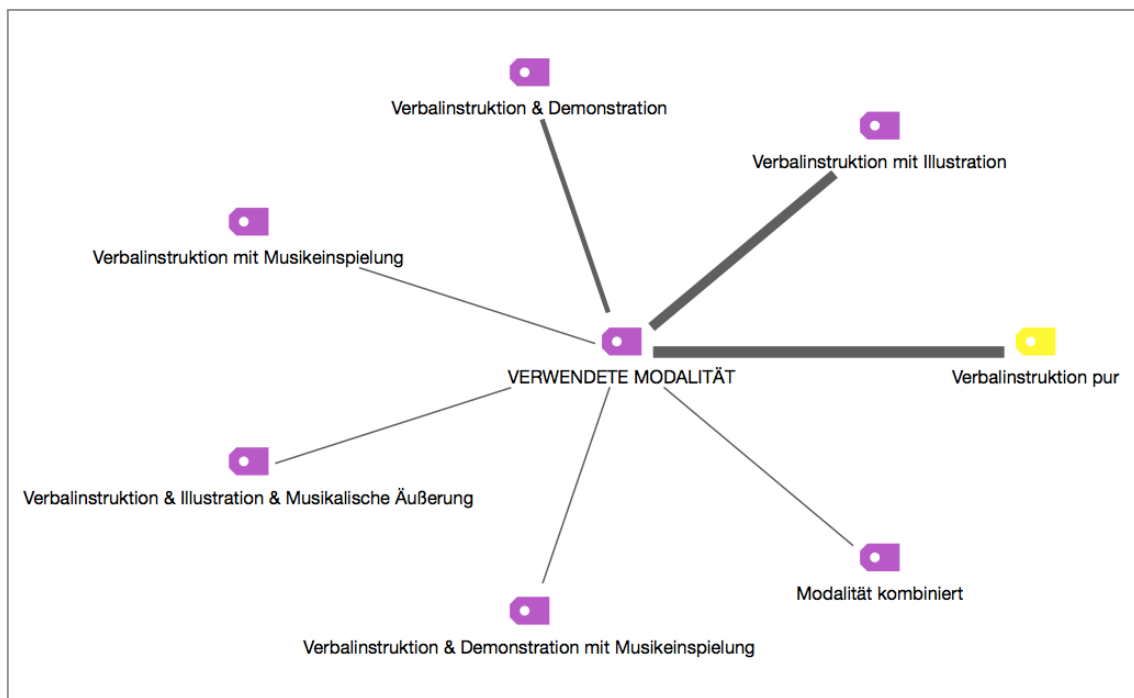 Verbalinstruktion & Demonstration
Verbalinstruktion mit Illustration
Verbalinstruktion mit Musikeinspielung
VERWENDETE MODALITÄT
Verbalinstruktion pur
Verbalinstruktion & Illustration & Musikalische Äußerung
Modalität kombiniert
Verbalinstruktion & Demonstration mit Musikeinspielung